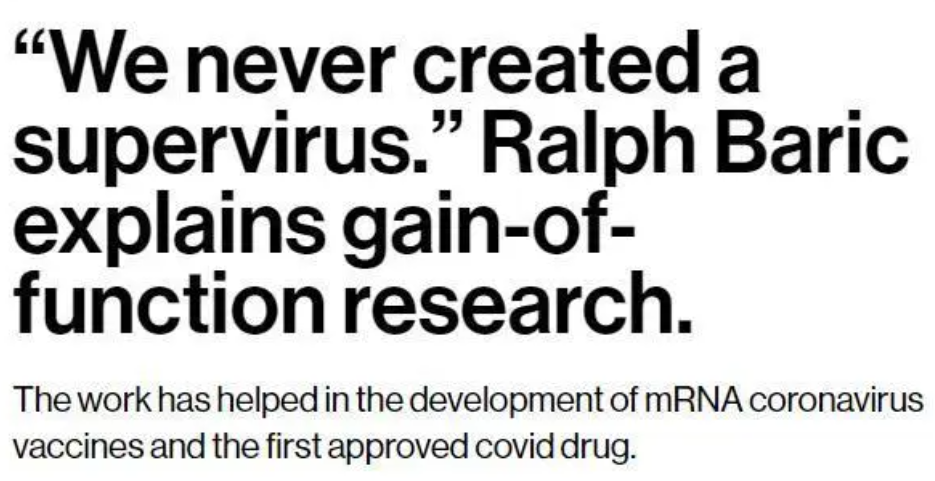 “We never created a
supervirus.” Ralph Baric
explains gain-of-
function research.
The work has helped in the development of mRNA coronavirus
vaccines and the first approved covid drug.